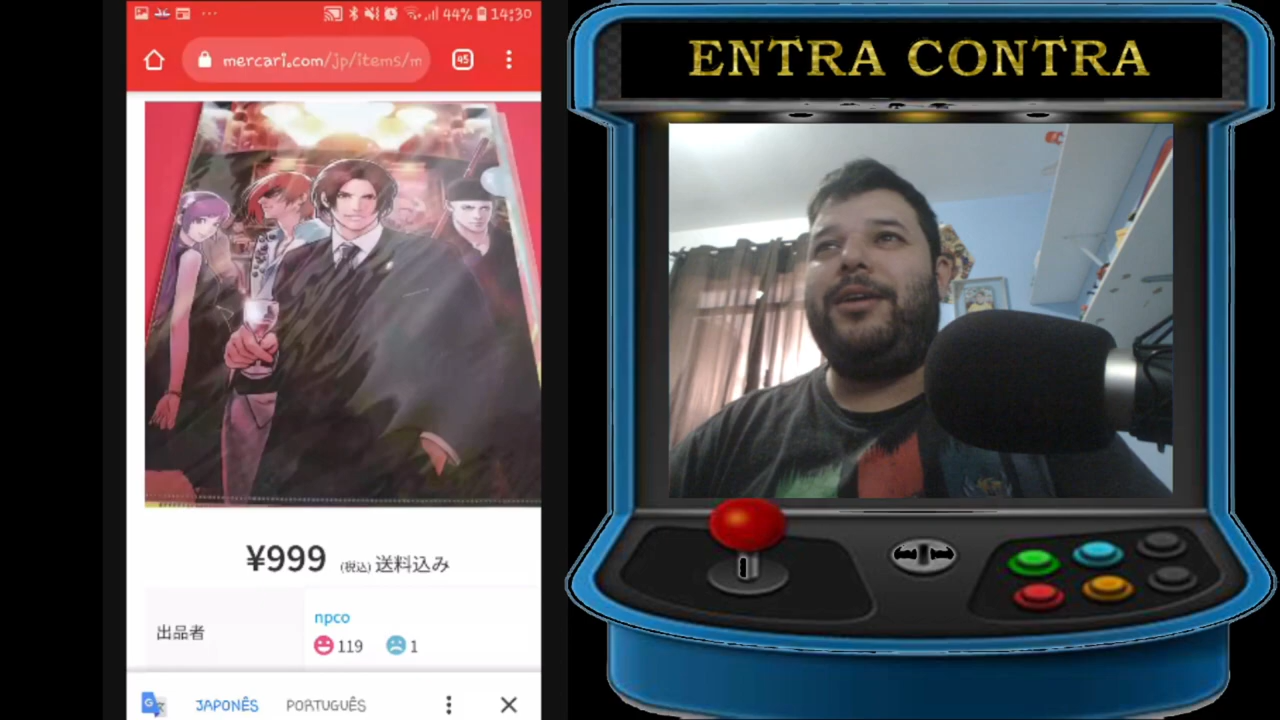 44% 14:30
mercari.com/jp/items/m
45
¥999 (税込) 送料込み
出品者
npco
119 1
JAPONÊS PORTUGUÊS
ENTRA CONTRA